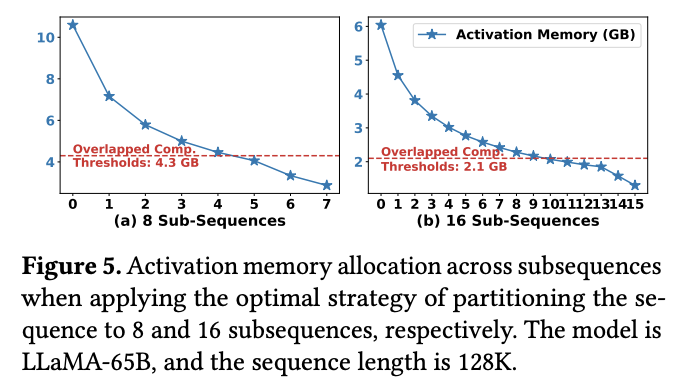 10
8
6
4
Overlapped Comp.
Thresholds: 4.3 GB
0 1 2 3 4 5 6 7
(a) 8 Sub-Sequences
6
5
4
3
2
Activation Memory (GB)
Overlapped Comp.
Thresholds: 2.1 GB
0 1 2 3 4 5 6 7 8 9 10 11 12 13 14 15
(b) 16 Sub-Sequences
Figure 5. Activation memory allocation across subsequences
when applying the optimal strategy of partitioning the se-
quence to 8 and 16 subsequences, respectively. The model is
LLaMA-65B, and the sequence length is 128K.